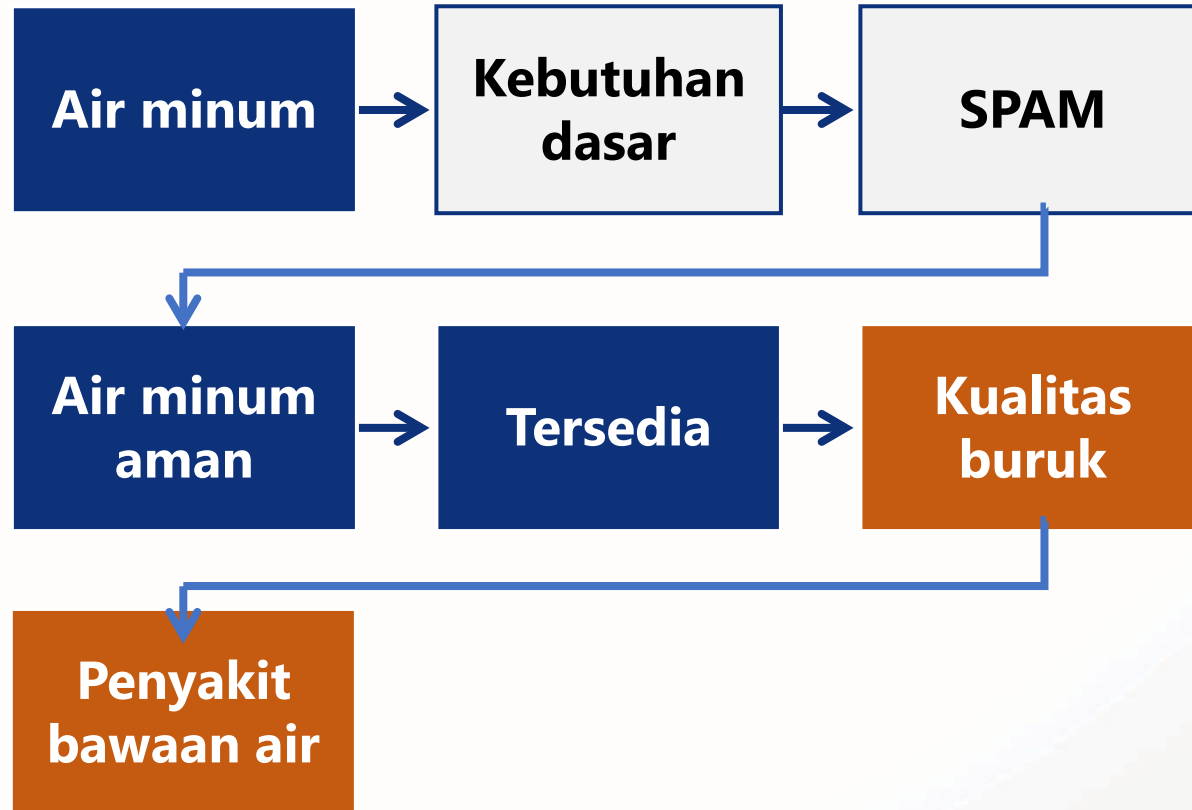 Air minum
Kebutuhan
dasar
SPAM
Air minum
aman
Tersedia
Kualitas
buruk
Penyakit
bawaan air